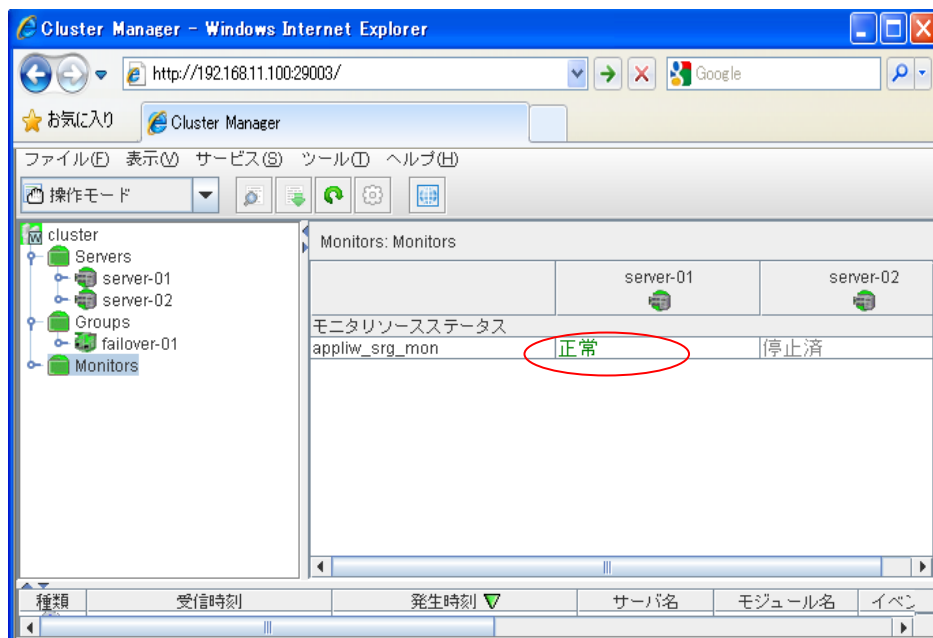 Cluster Manager - Windows Internet Explorer
http://192.168.11.100:29003/
Google
お気に入り
Cluster Manager
ファイル(F) 表示(V) サービス(S) ツール(T) ヘルプ(H)
操作モード
cluster
Servers
server-01
server-02
Groups
failover-01
Monitors
Monitors: Monitors
server-01 server-02
モニタリソースステータス
appliw_srg_mon 正常 停止済
種類 受信時刻 発生時刻 サーバ名 モジュール名 イベン